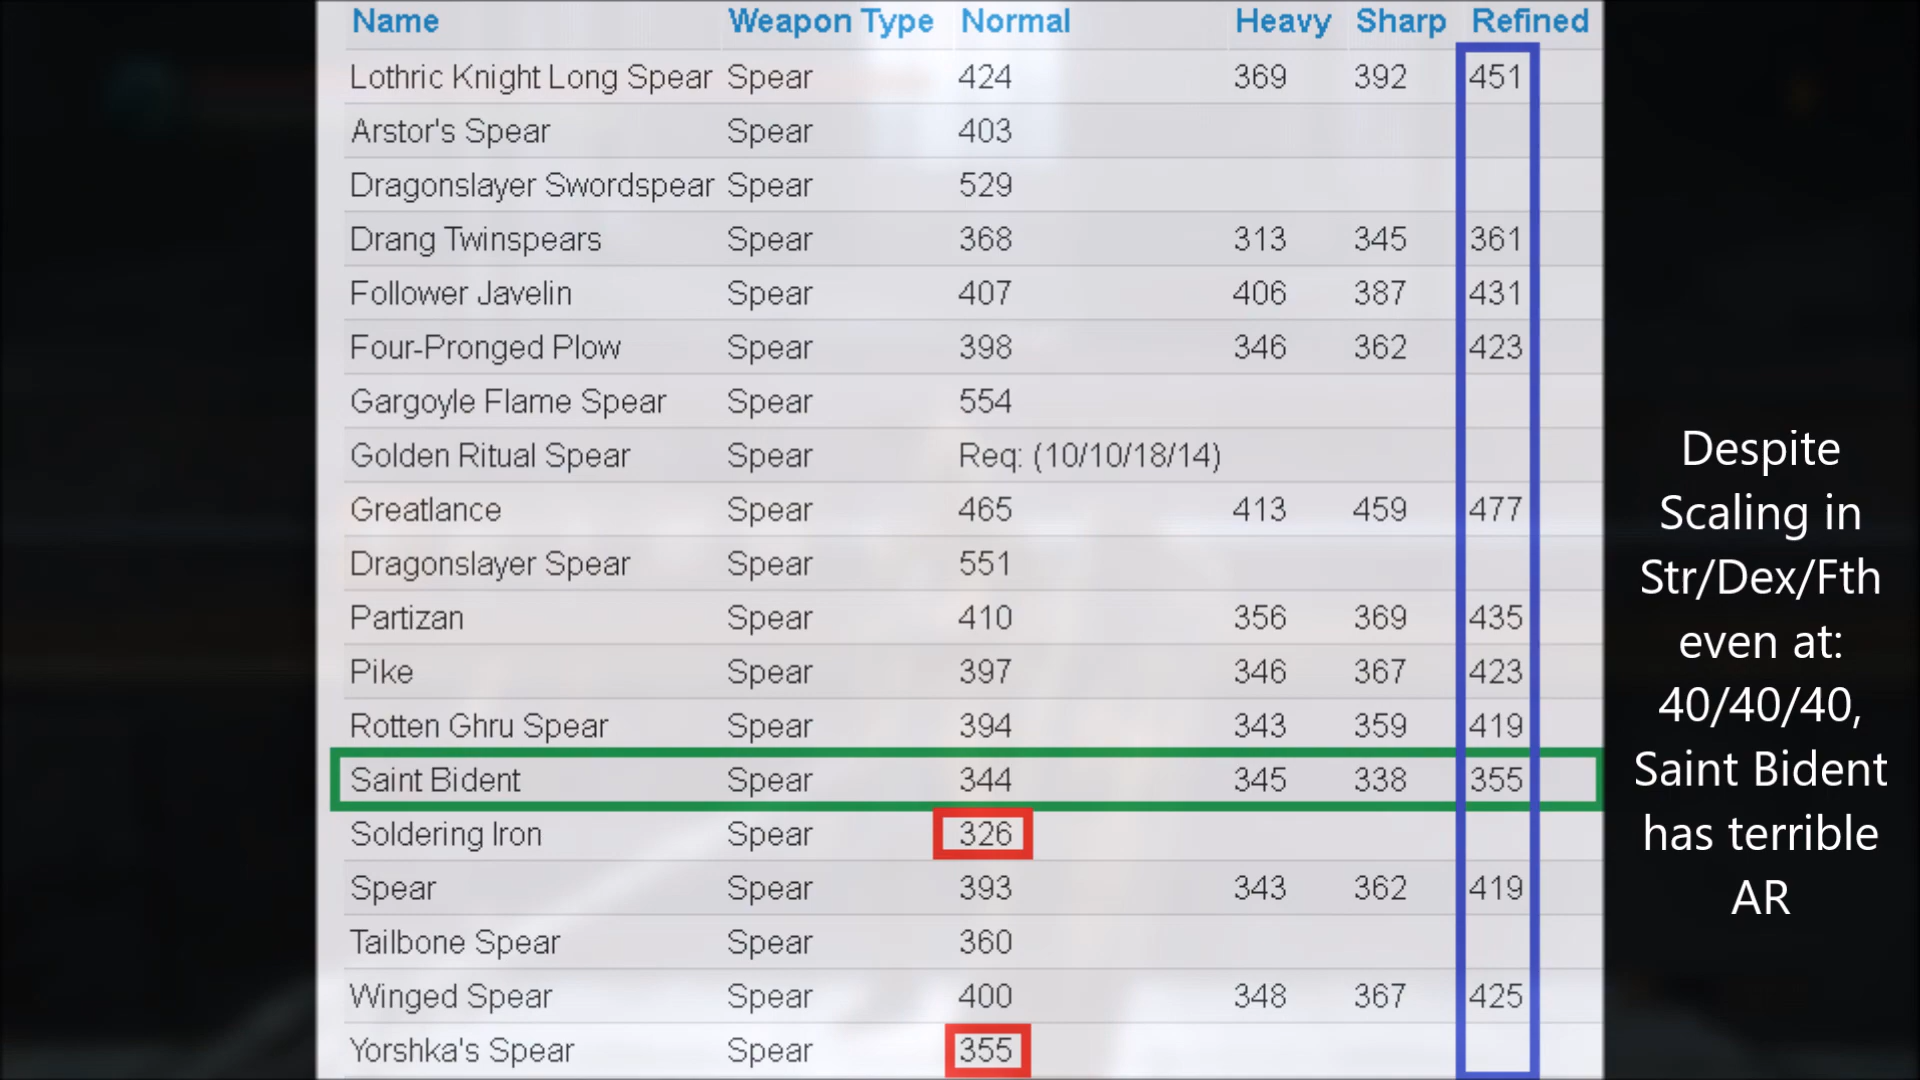 Name Weapon Type Normal Heavy Sharp Refined
Lothric Knight Long Spear Spear 424 369 392 451
Arstor's Spear Spear 403
Dragonslayer Swordspear Spear 529
Drang Twinspears Spear 368 313 345 361
Follower Javelin Spear 407 406 387 431
Four-Pronged Plow Spear 398 346 362 423
Gargoyle Flame Spear Spear 554
Golden Ritual Spear Spear Req: (10/10/18/14)
Greatlance Spear 465 413 459 477
Dragonslayer Spear Spear 551
Partizan Spear 410 356 369 435
Pike Spear 397 346 367 423
Rotten Ghru Spear Spear 394 343 359 419
Saint Bident Spear 344 345 338 355
Soldering Iron Spear 326
Spear Spear 393 343 362 419
Tailbone Spear Spear 360
Winged Spear Spear 400 348 367 425
Yorshka's Spear Spear 355
Despite
Scaling in
Str/Dex/Fth
even at:
40/40/40,
Saint Bident
has terrible
AR